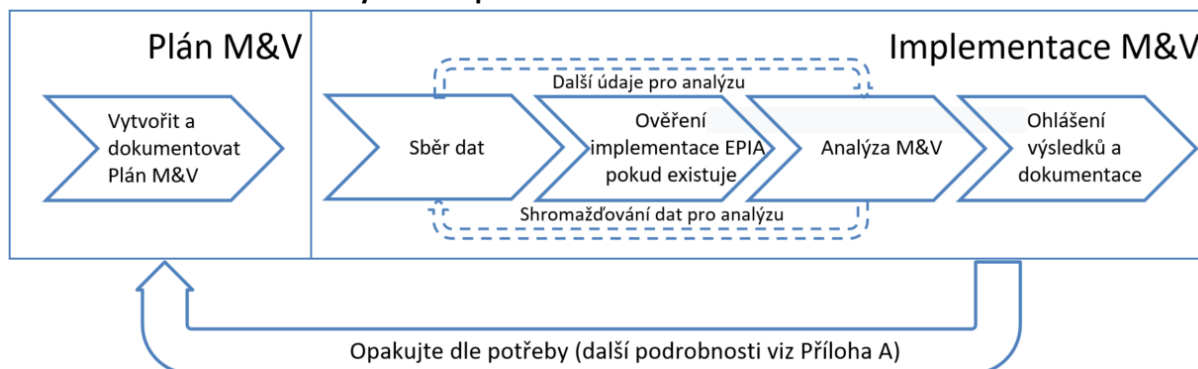 Plán M&V
Implementace M&V
Další údaje pro analýzu
Vytvořit a
dokumentovat
Plán M&V
Sběr dat
Ověření
implementace EPIA
pokud existuje
Analýza M&V
Ohlášení
výsledků a
dokumentace
Shromažďování dat pro analýzu
Opakujte dle potřeby (další podrobnosti viz Příloha A)